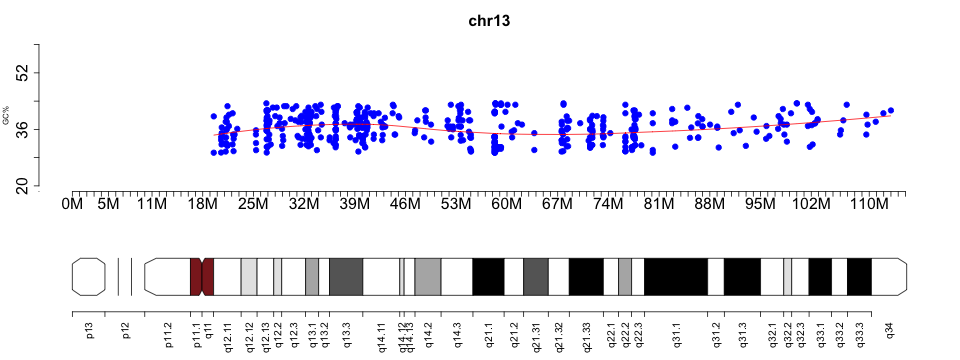 chr13
GC%
52
36
20
0M 5M 11M 18M 25M 32M 39M 46M 53M 60M 67M 74M 81M 88M 95M 102M 110M
p13 p12 p11.2 p11.1 q11 q12.11 q12.12 q12.13 q12.2 q12.3 q13.1 q13.2 q13.3 q14.11 q14.12 q14.13 q14.2 q14.3 q21.1 q21.2 q21.31 q21.32 q21.33 q22.1 q22.2 q22.3 q31.1 q31.2 q31.3 q32.1 q32.2 q32.3 q33.1 q33.2 q33.3 q34